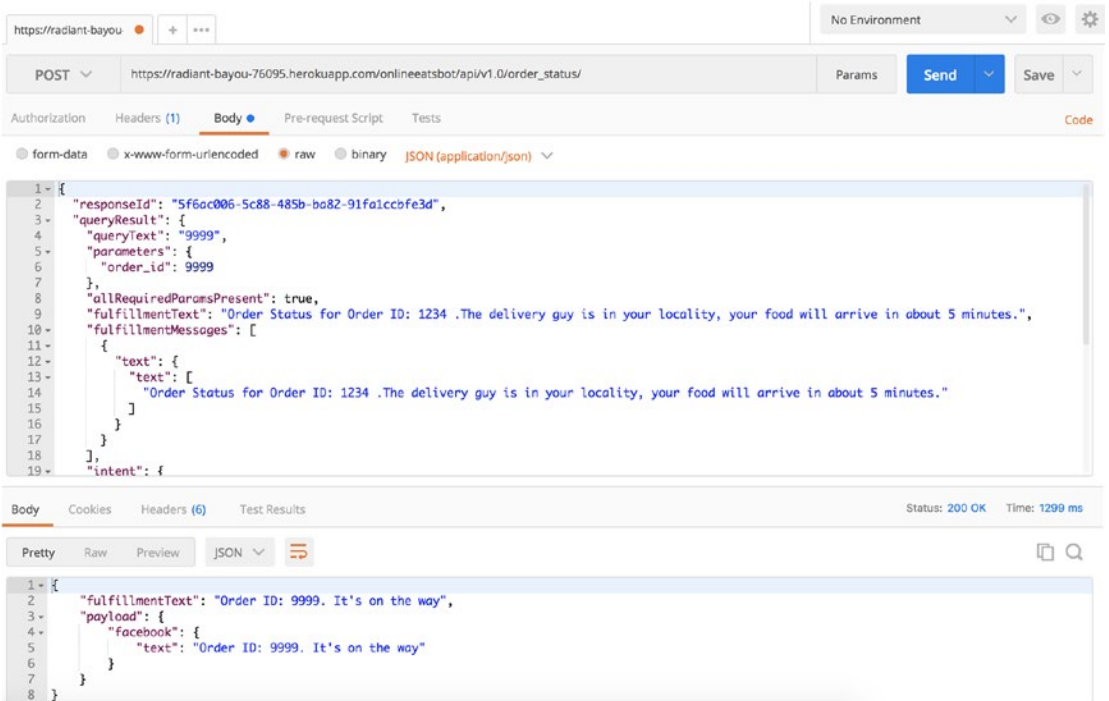 No Environment
https://radiant-bayou-
POST https://radiant-bayou-76095.herokuapp.com/onlineeatsbot/api/v1.0/order_status/ Params Send Save
Authorization Headers (1) Body Pre-request Script Tests Code
form-data x-www-form-urlencoded raw binary JSON (application/json)
1 {
2 "responseId": "5f6ac006-5c88-485b-ba82-91fa1ccbfe3d",
3 "queryResult": {
4 "queryText": "9999",
5 "parameters": {
6 "order_id": 9999
7 },
8 "allRequiredParamsPresent": true,
9 "fulfillmentText": "Order Status for Order ID: 1234 .The delivery guy is in your locality, your food will arrive in about 5 minutes.",
10 "fulfillmentMessages": [
11 {
12 "text": {
13 "text": [
14 "Order Status for Order ID: 1234 .The delivery guy is in your locality, your food will arrive in about 5 minutes."
15 ]
16 }
17 }
18 ],
19 "intent": {
Body Cookies Headers (6) Test Results Status: 200 OK Time: 1299 ms
Pretty Raw Preview JSON
1 {
2 "fulfillmentText": "Order ID: 9999. It's on the way",
3 "payload": {
4 "facebook": {
5 "text": "Order ID: 9999. It's on the way"
6 }
7 }
8 }